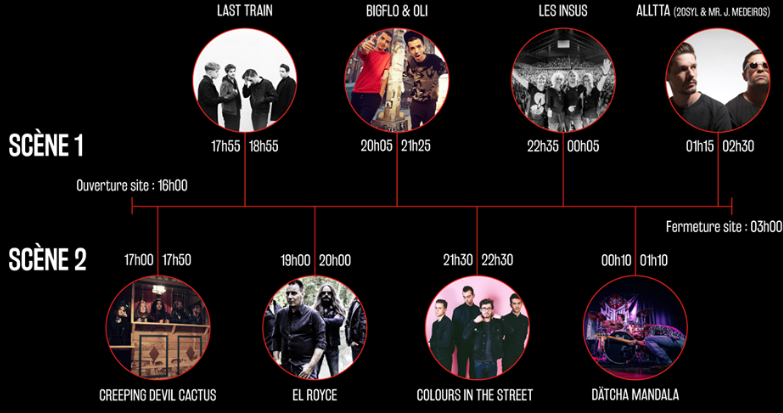 LAST TRAIN
BIGFLO & OLI
LES INSUS
ALLTTA (20SYL & MR. J. MEDEIROS)
SCÈNE 1
17h55 18h55
20h05 21h25
22h35 00h05
01h15 02h30
Ouverture site : 16h00
Fermeture site : 03h00
SCÈNE 2
17h00 17h50
19h00 20h00
21h30 22h30
00h10 01h10
CREEPING DEVIL CACTUS
EL ROYCE
COLOURS IN THE STREET
DÄTCHA MANDALA